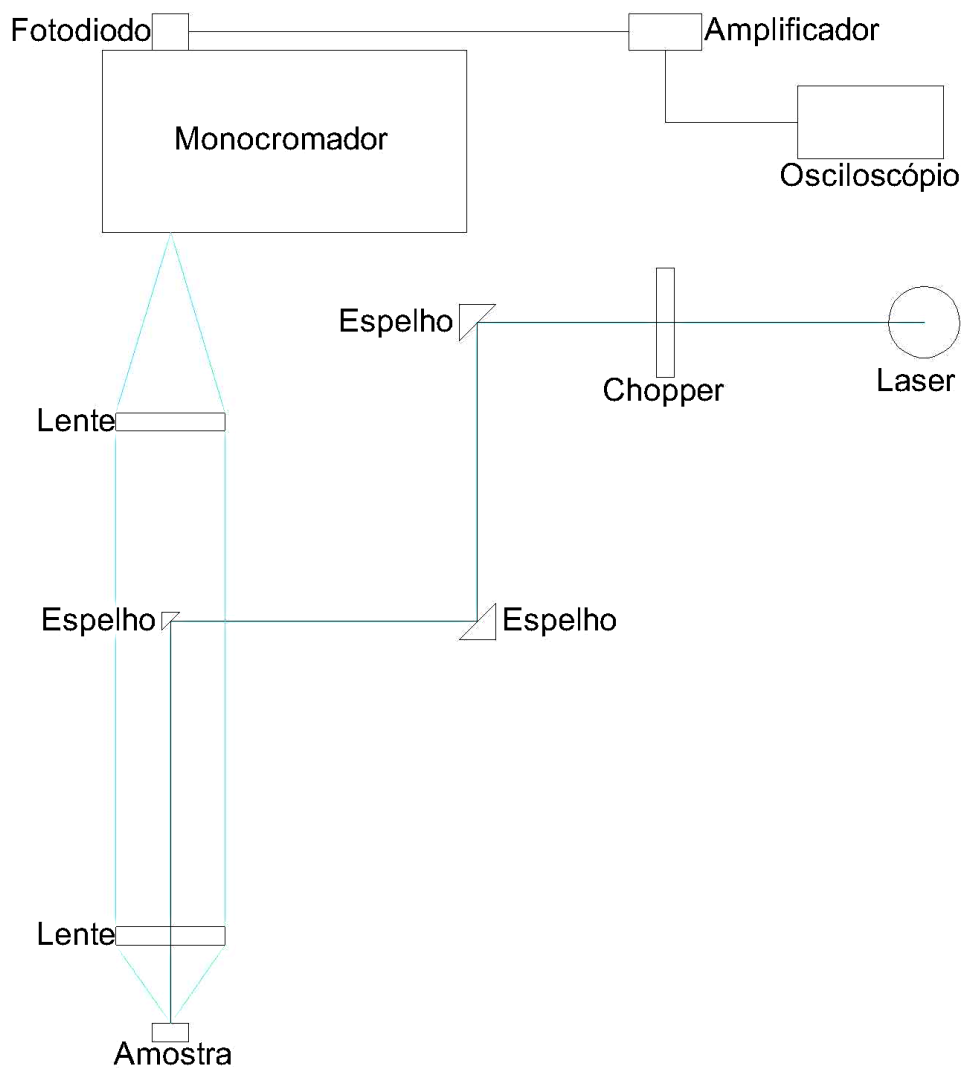 Fotodiodo
Amplificador
Monocromador
Osciloscópio
Espelho
Chopper
Laser
Lente
Espelho
Espelho
Lente
Amostra